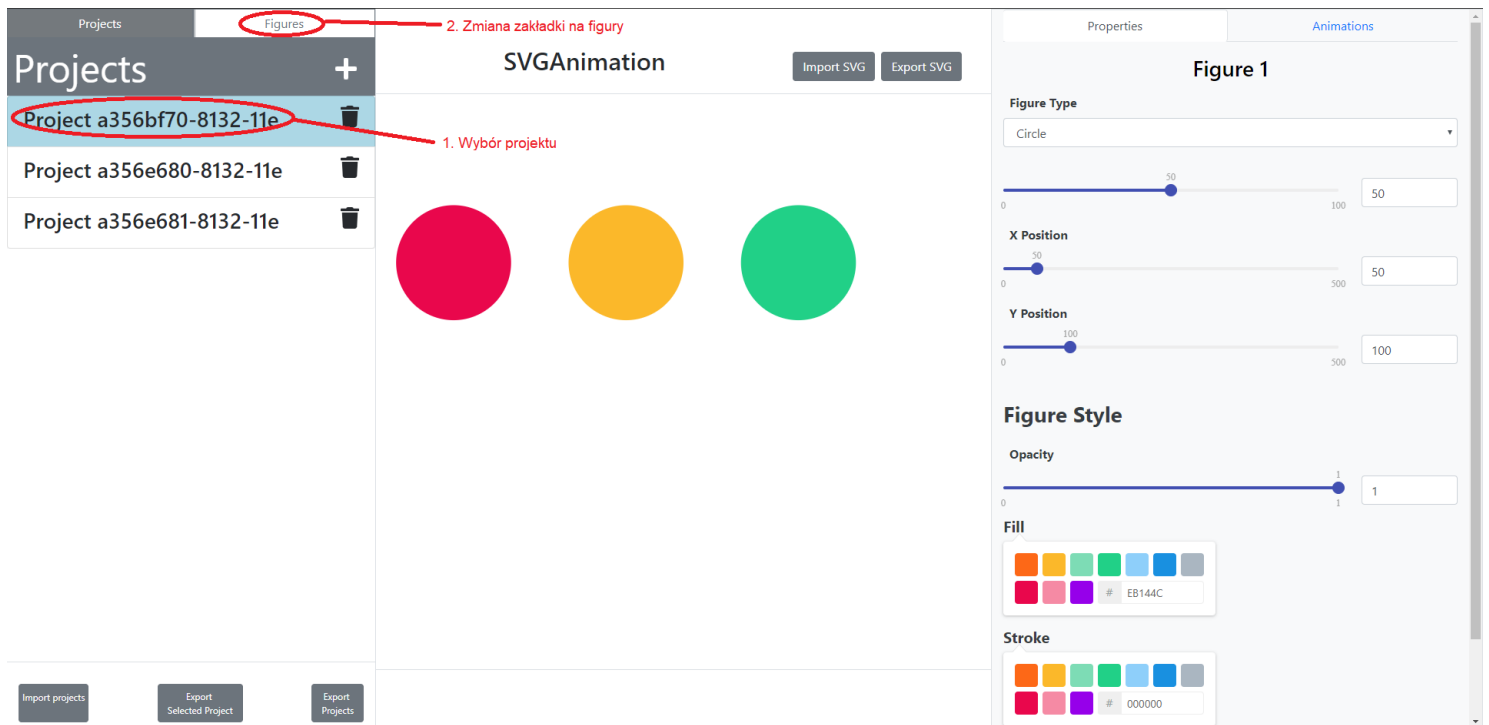 Projects
Figures
2. Zmiana zakładki na figury
Projects
Project a356bf70-8132-11e
1. Wybór projektu
Project a356e680-8132-11e
Project a356e681-8132-11e
Import projects
Export
Selected Project
Export
Projects
SVGAnimation
Import SVG
Export SVG
Properties
Animations
Figure 1
Figure Type
Circle
50
0
100
50
X Position
50
0
500
50
Y Position
100
0
500
100
Figure Style
Opacity
1
0
1
1
Fill
# EB144C
Stroke
# 000000